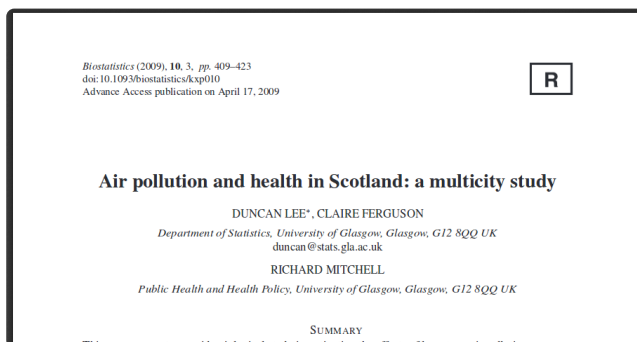 Biostatistics (2009), 10, 3, pp. 409–423
doi:10.1093/biostatistics/kxp010
Advance Access publication on April 17, 2009
R
Air pollution and health in Scotland: a multicity study
DUNCAN LEE*, CLAIRE FERGUSON
Department of Statistics, University of Glasgow, Glasgow, G12 8QQ UK
duncan@stats.gla.ac.uk
RICHARD MITCHELL
Public Health and Health Policy, University of Glasgow, Glasgow, G12 8QQ UK
SUMMARY